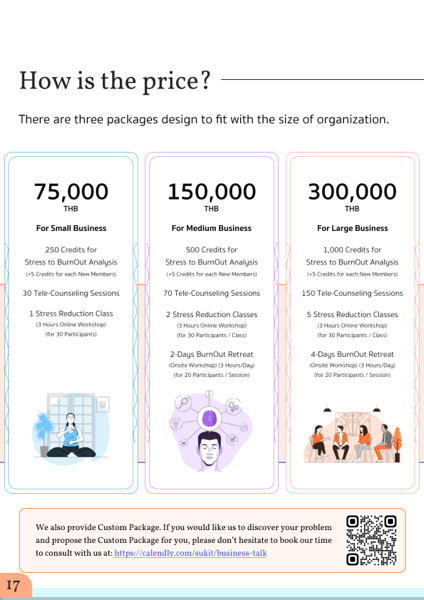 How is the price?
There are three packages design to fit with the size of organization.
75,000
THB
For Small Business
250 Credits for
Stress to BurnOut Analysis
(+5 Credits for each New Members)
30 Tele-Counseling Sessions
1 Stress Reduction Class
(3 Hours Online Workshop)
(for 30 Participants)
150,000
THB
For Medium Business
500 Credits for
Stress to BurnOut Analysis
(+5 Credits for each New Members)
70 Tele-Counseling Sessions
2 Stress Reduction Classes
(3 Hours Online Workshop)
(for 30 Participants / Class)
2-Days BurnOut Retreat
(Onsite Workshop) (3 Hours/Day)
(for 20 Participants / Session)
300,000
THB
For Large Business
1,000 Credits for
Stress to BurnOut Analysis
(+5 Credits for each New Members)
150 Tele-Counseling Sessions
5 Stress Reduction Classes
(3 Hours Online Workshop)
(for 30 Participants / Class)
4-Days BurnOut Retreat
(Onsite Workshop) (3 Hours/Day)
(for 20 Participants / Session)
We also provide Custom Package. If you would like us to discover your problem
and propose the Custom Package for you, please don't hesitate to book our time
to consult with us at: https://calendly.com/sukit/business-talk
17